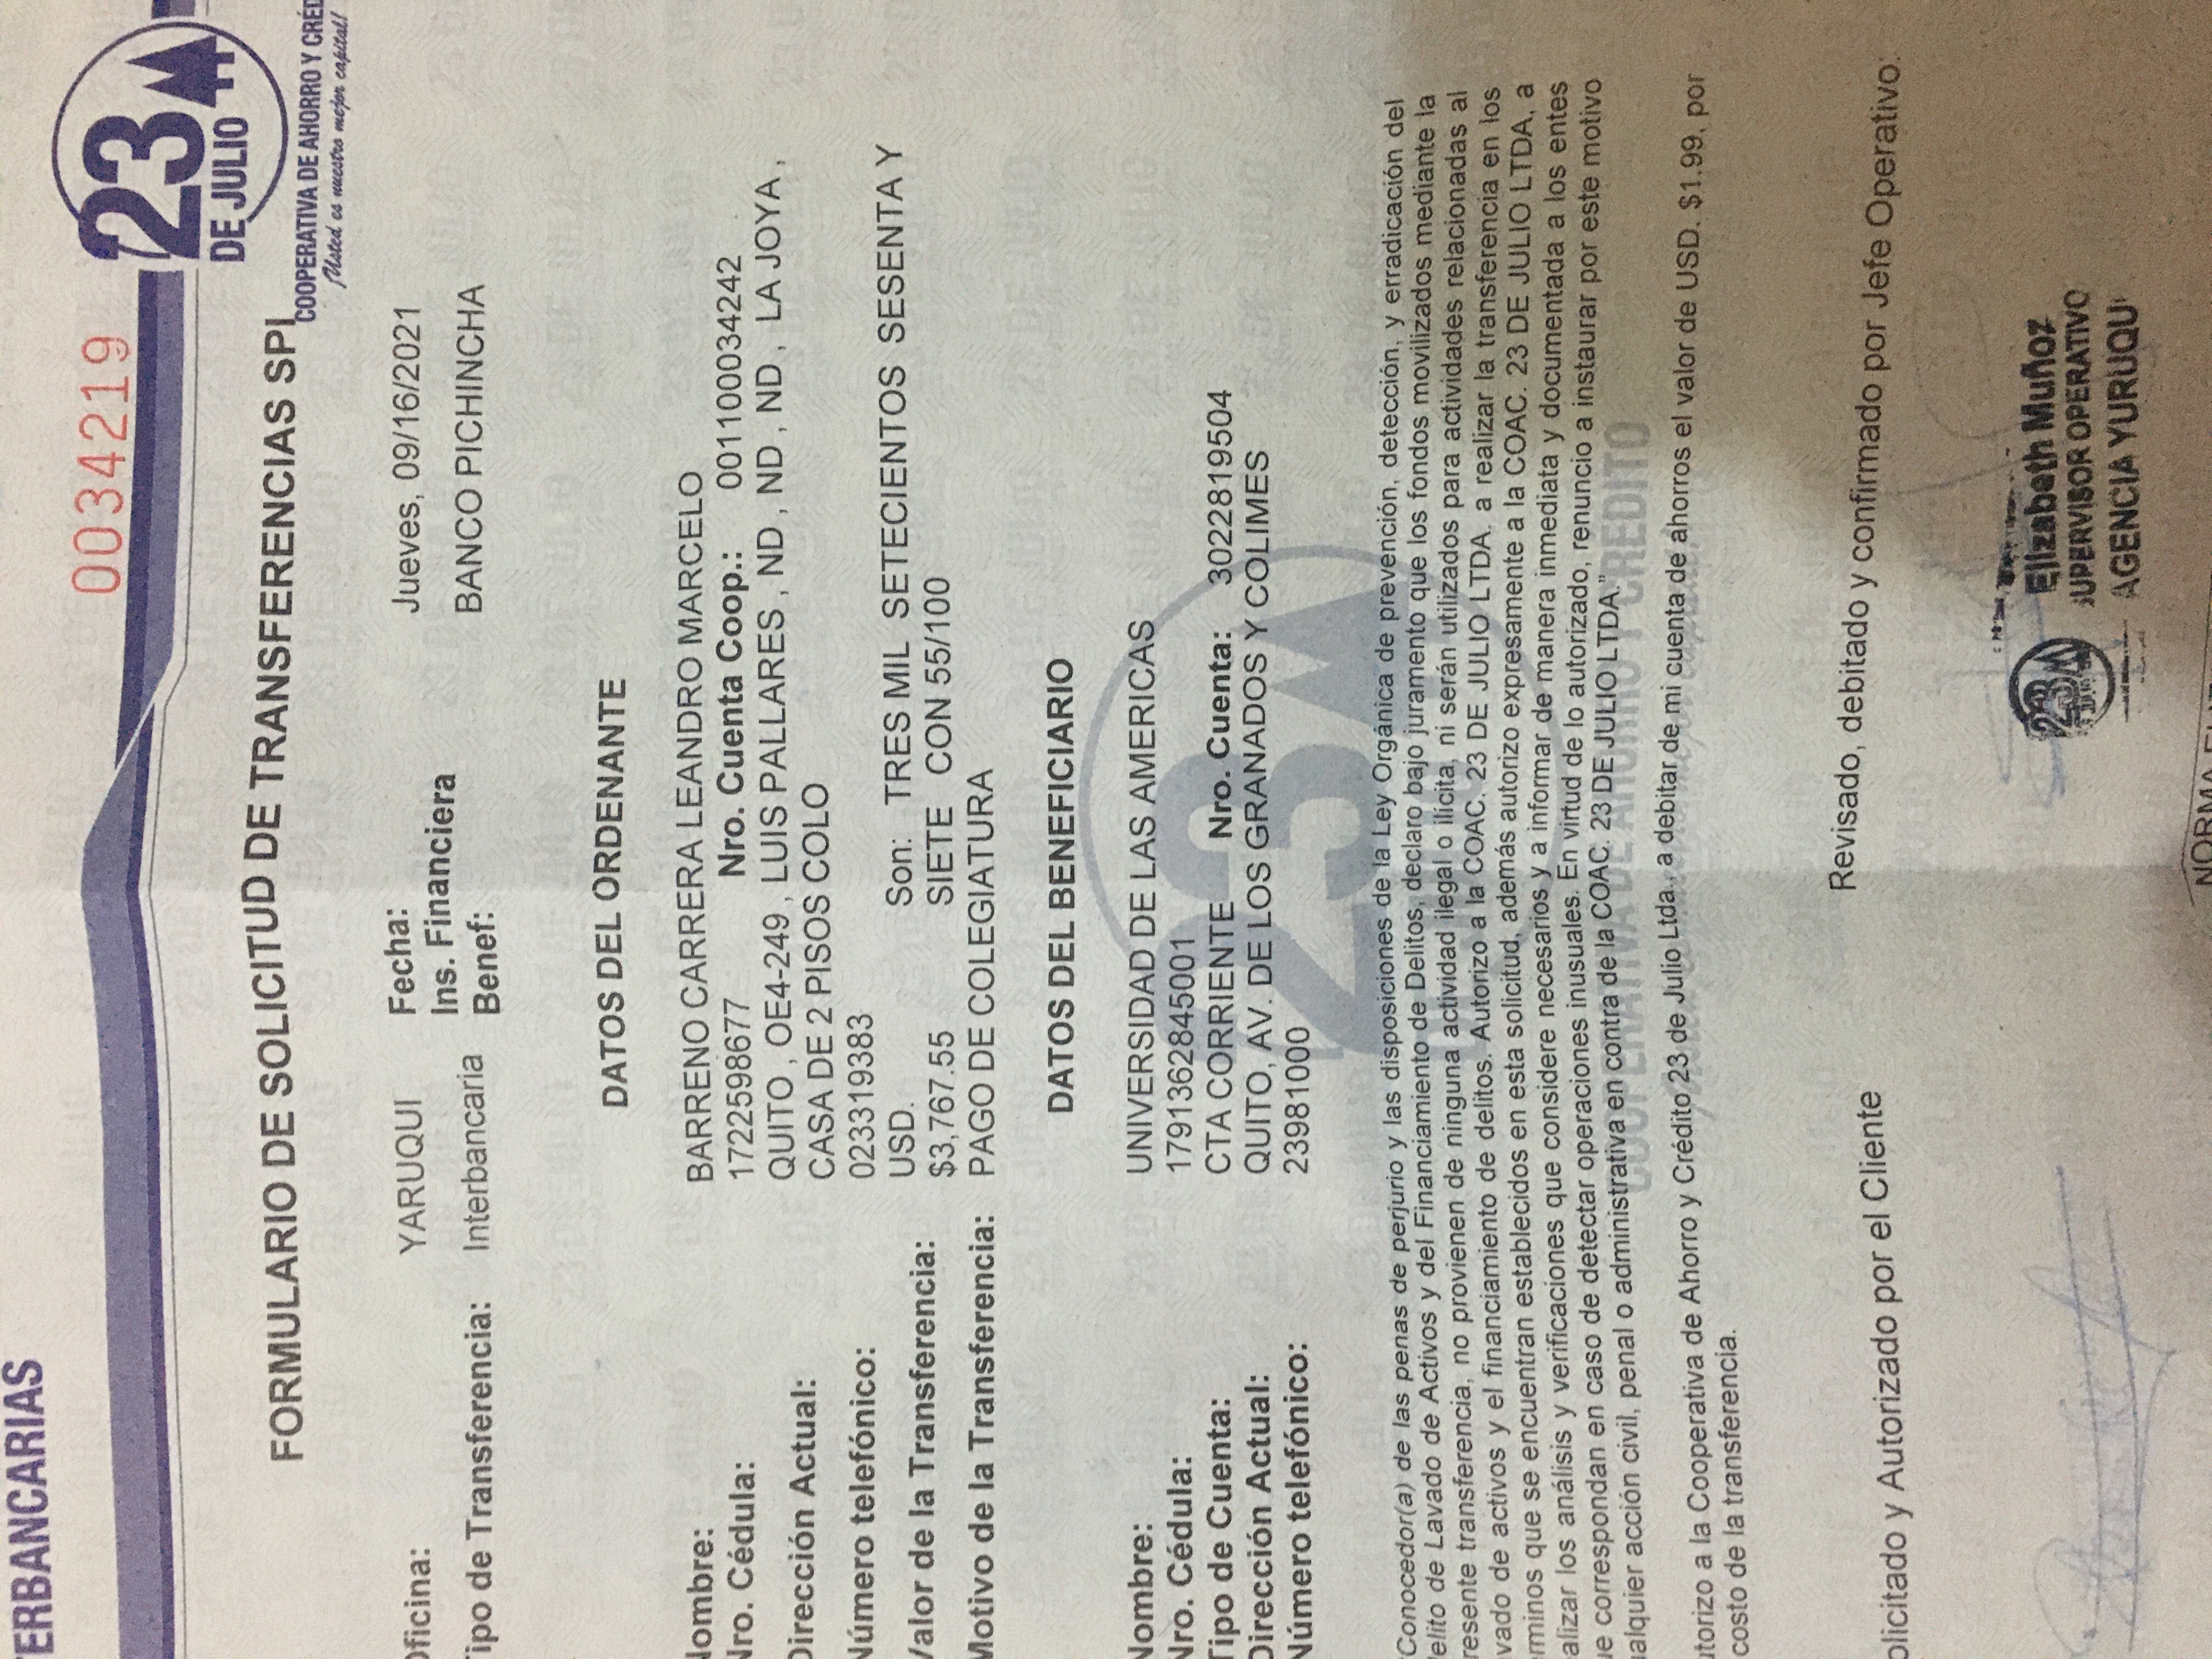 TERBANCARIAS
0034219
23
DE JULIO
COOPERATIVA DE AHORRO Y CRÉD
¡Usted es nuestro mejor capital!
FORMULARIO DE SOLICITUD DE TRANSFERENCIAS SPI
Oficina: YARUQUI Fecha: Jueves, 09/16/2021
Tipo de Transferencia: Interbancaria Ins. Financiera Benef: BANCO PICHINCHA
DATOS DEL ORDENANTE
Nombre: BARRENO CARRERA LEANDRO MARCELO
Nro. Cédula: 1722598677 Nro. Cuenta Coop.: 001100034242
Dirección Actual: QUITO , OE4-249 , LUIS PALLARES , ND , ND , ND , LA JOYA ,
CASA DE 2 PISOS COLO
Número telefónico: 023319383
Valor de la Transferencia: USD. $3,767.55 Son: TRES MIL SETECIENTOS SESENTA Y
SIETE CON 55/100
Motivo de la Transferencia: PAGO DE COLEGIATURA
DATOS DEL BENEFICIARIO
Nombre: UNIVERSIDAD DE LAS AMERICAS
Nro. Cédula: 1791362845001
Tipo de Cuenta: CTA CORRIENTE Nro. Cuenta: 3022819504
Dirección Actual: QUITO, AV. DE LOS GRANADOS Y COLIMES
Número telefónico: 23981000
"Conocedor(a) de las penas de perjurio y las disposiciones de la Ley Orgánica de prevención, detección, y erradicación del
elito de Lavado de Activos y del Financiamiento de Delitos, declaro bajo juramento que los fondos movilizados mediante la
resente transferencia, no provienen de ninguna actividad ilegal o ilícita, ni serán utilizados para actividades relacionadas al
vado de activos y el financiamiento de delitos. Autorizo a la COAC. 23 DE JULIO LTDA. a realizar la transferencia en los
rminos que se encuentran establecidos en esta solicitud, además autorizo expresamente a la COAC. 23 DE JULIO LTDA, a
alizar los análisis y verificaciones que considere necesarios y a informar de manera inmediata y documentada a los entes
ue correspondan en caso de detectar operaciones inusuales. En virtud de lo autorizado, renuncio a instaurar por este motivo
ualquier acción civil, penal o administrativa en contra de la COAC. 23 DE JULIO LTDA."
utorizo a la Cooperativa de Ahorro y Crédito 23 de Julio Ltda., a debitar de mi cuenta de ahorros el valor de USD. $1.99, por
costo de la transferencia.
olicitado y Autorizado por el Cliente Revisado, debitado y confirmado por Jefe Operativo:
23
Elizabeth Muñoz
SUPERVISOR OPERATIVO
AGENCIA YURUQUI